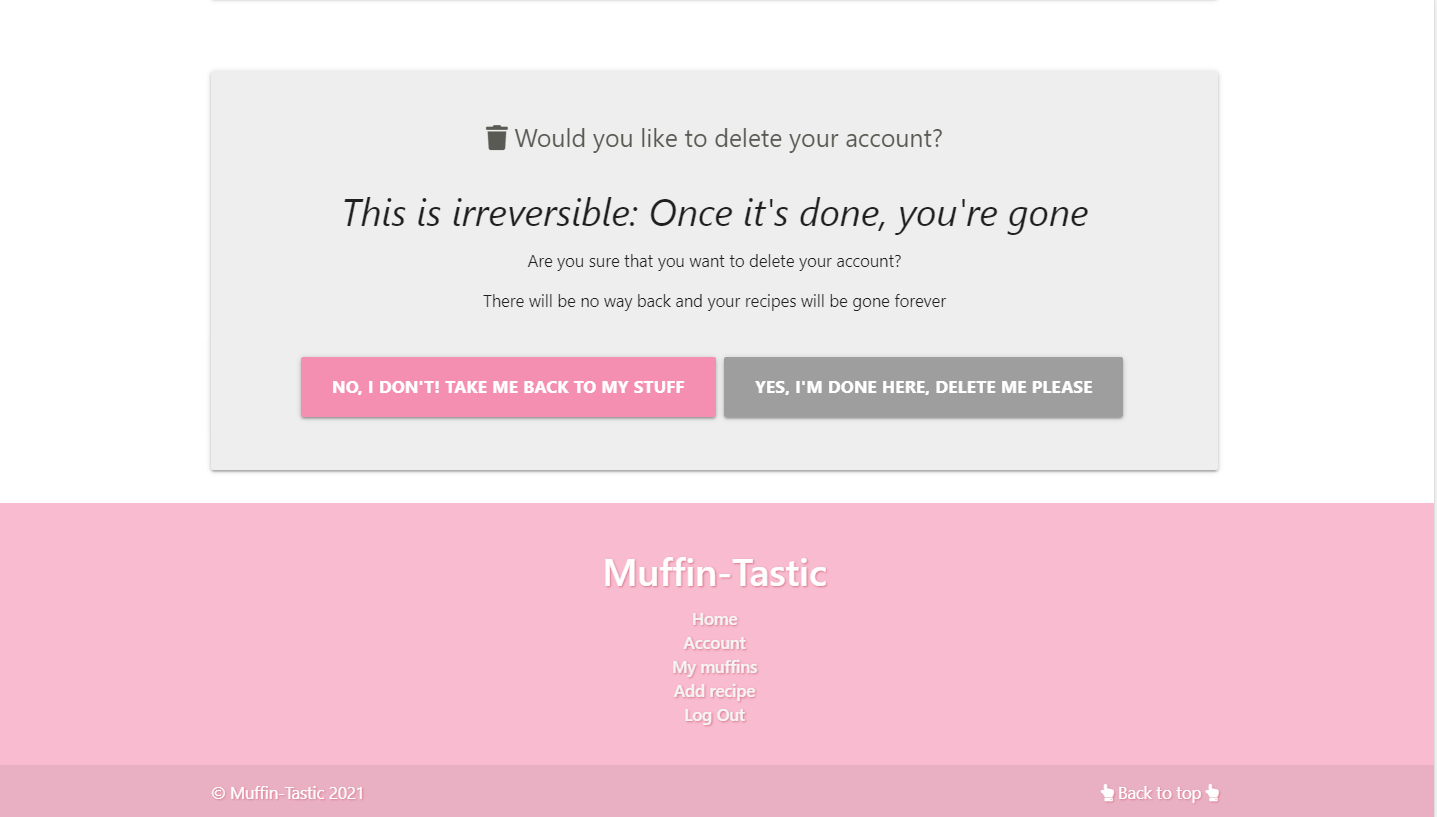 Would you like to delete your account?
This is irreversible: Once it's done, you're gone
Are you sure that you want to delete your account?
There will be no way back and your recipes will be gone forever
NO, I DON'T! TAKE ME BACK TO MY STUFF
YES, I'M DONE HERE, DELETE ME PLEASE
Muffin-Tastic
Home
Account
My muffins
Add recipe
Log Out
© Muffin-Tastic 2021
Back to top